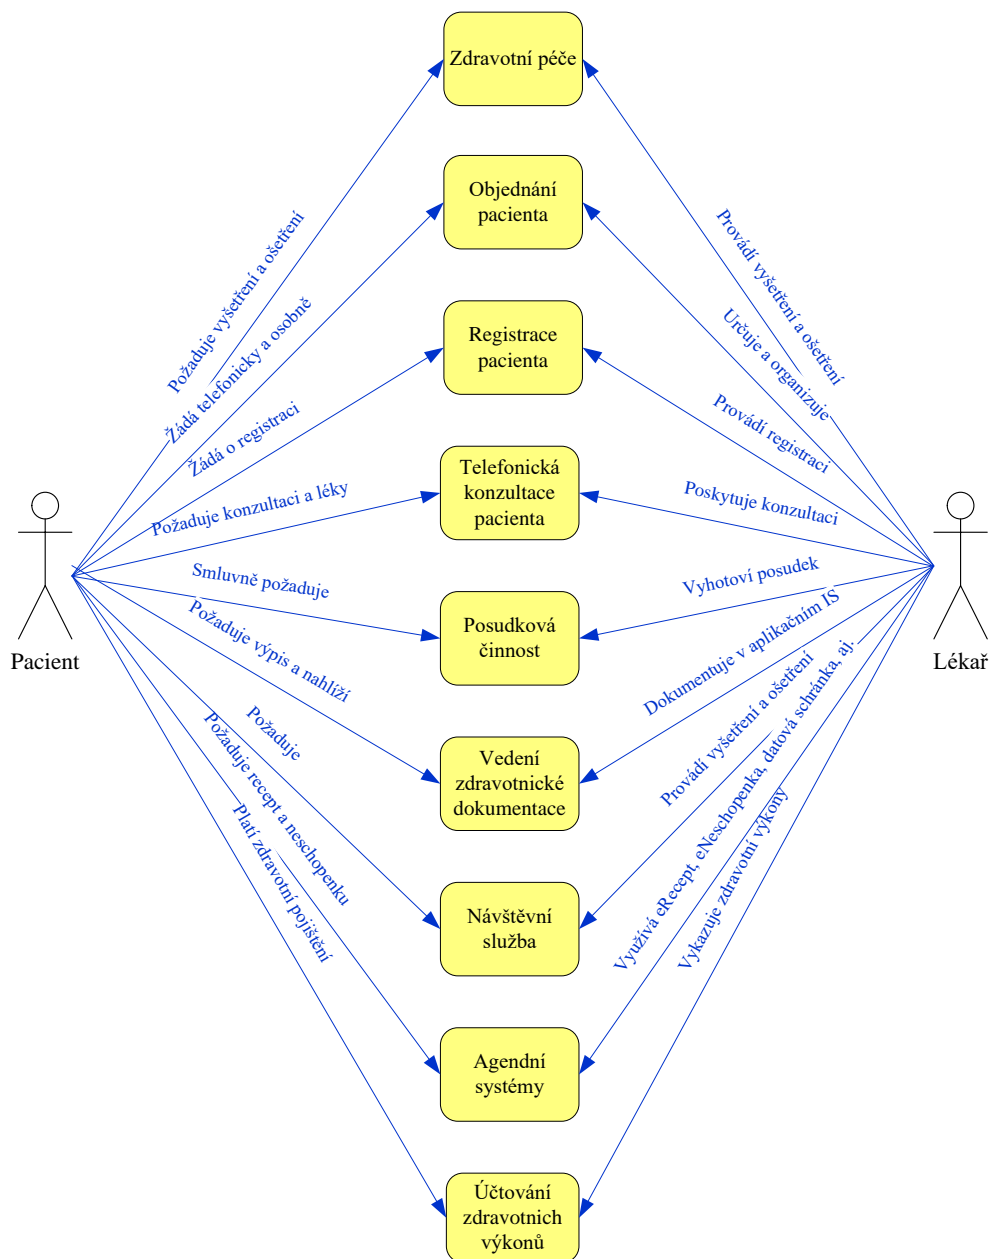 Zdravotní péče
Objednání
pacienta
Registrace
pacienta
Telefonická
konzultace
pacienta
Posudková
činnost
Vedení
zdravotnické
dokumentace
Návštěvní
služba
Agendní
systémy
Účtování
zdravotnich
výkonů
Pacient
Lékař
Požaduje vyšetření a ošetření
Žádá telefonicky a osobně
Žádá o registraci
Požaduje konzultaci a léky
Smluvně požaduje
Požaduje výpis a nahlíží
Požaduje
Požaduje recept a neschopenku
Platí zdravotní pojištění
Provádí vyšetření a ošetření
Určuje a organizuje
Provádí registraci
Poskytuje konzultaci
Vyhotoví posudek
Dokumentuje v aplikačním IS
Provádí vyšetření a ošetření
Využívá eRecept, eNeschopenka, datová schránka, aj.
Vykazuje zdravotní výkony